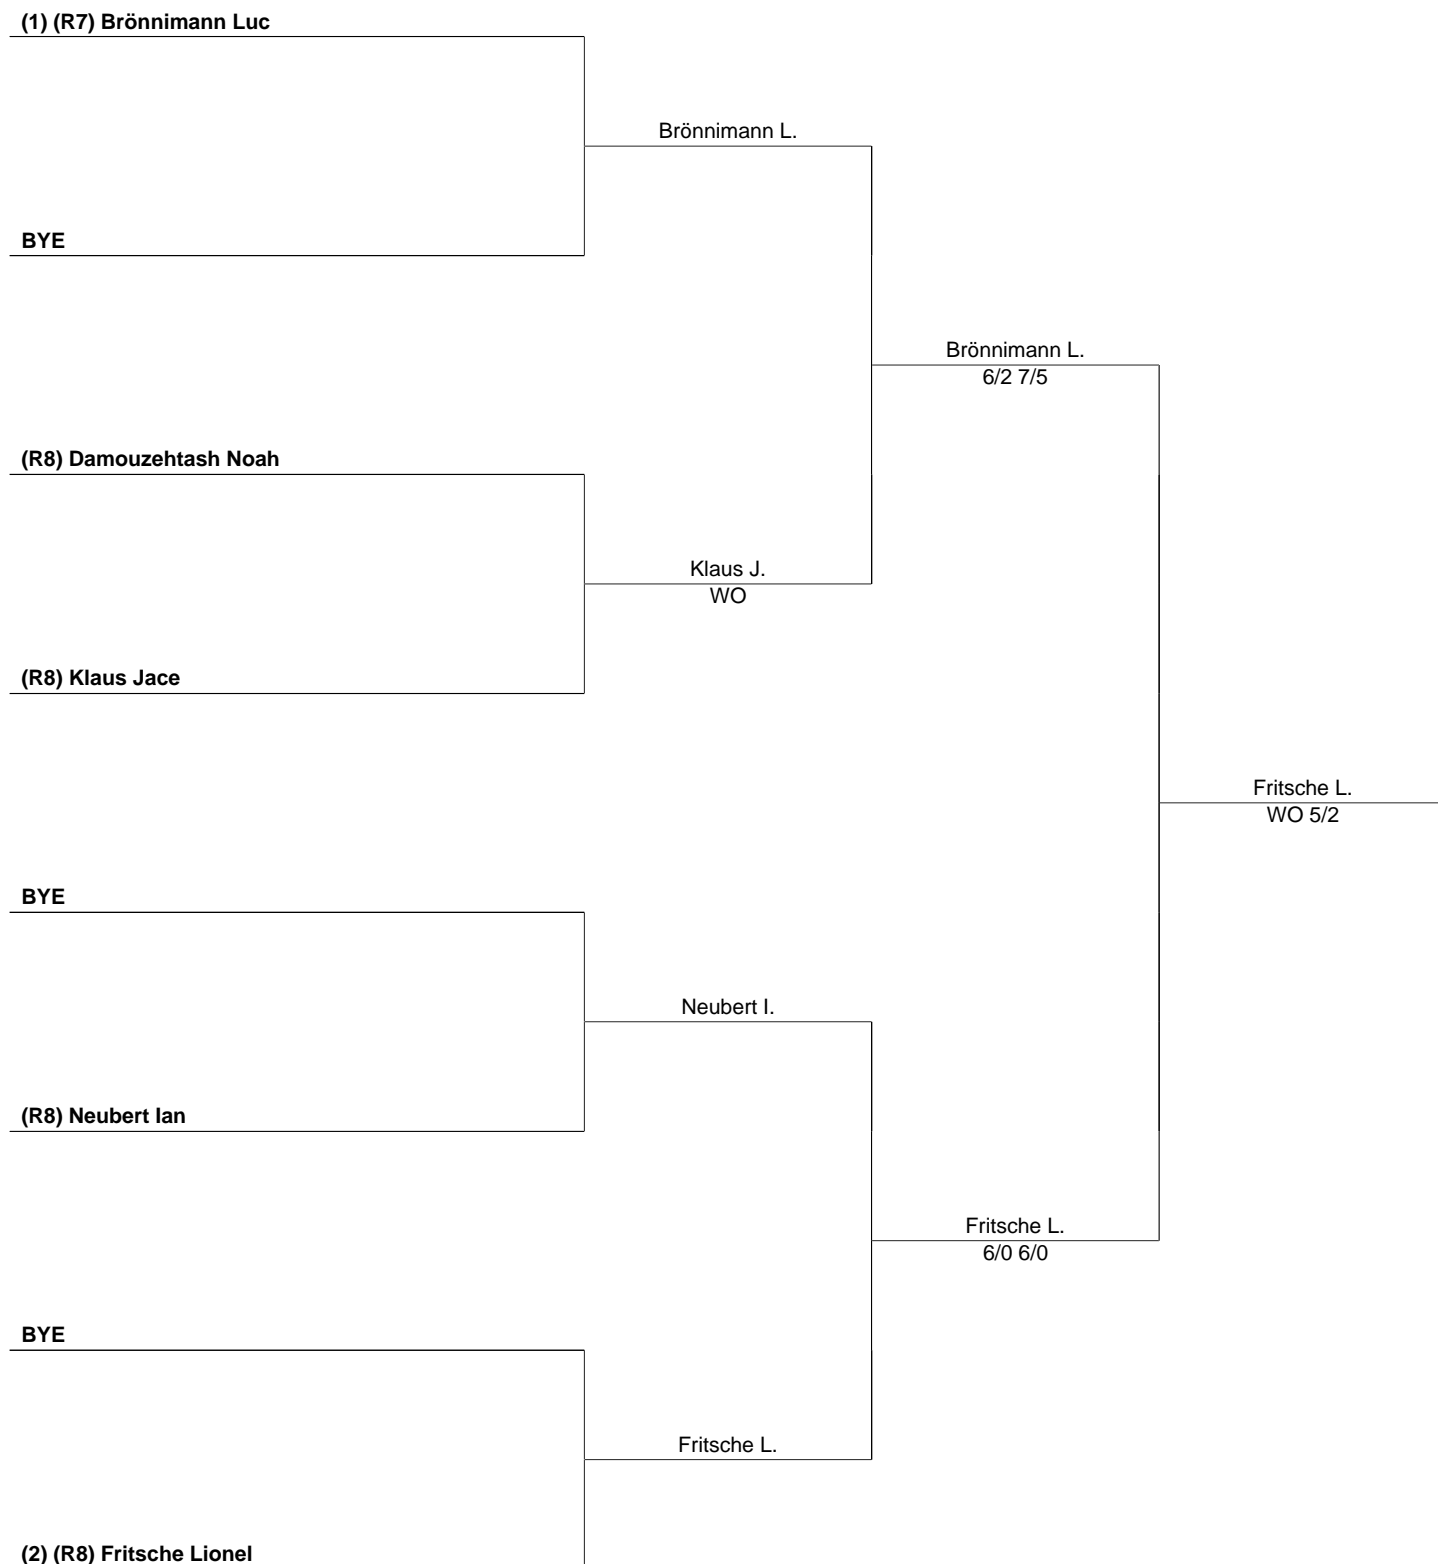 (1) (R7) Brönnimann Luc
Brönnimann L.
BYE
Brönnimann L.
6/2 7/5
(R8) Damouzehtash Noah
Klaus J.
WO
(R8) Klaus Jace
Fritsche L.
WO 5/2
BYE
Neubert I.
(R8) Neubert Ian
Fritsche L.
6/0 6/0
BYE
Fritsche L.
(2) (R8) Fritsche Lionel